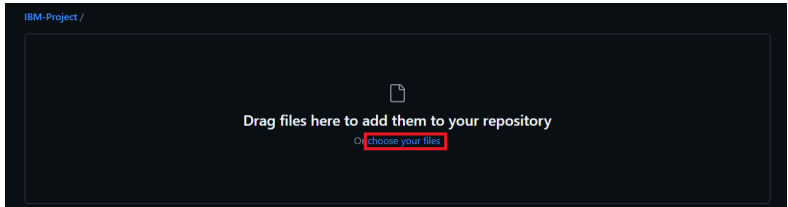 IBM-Project /
Drag files here to add them to your repository
Or choose your files